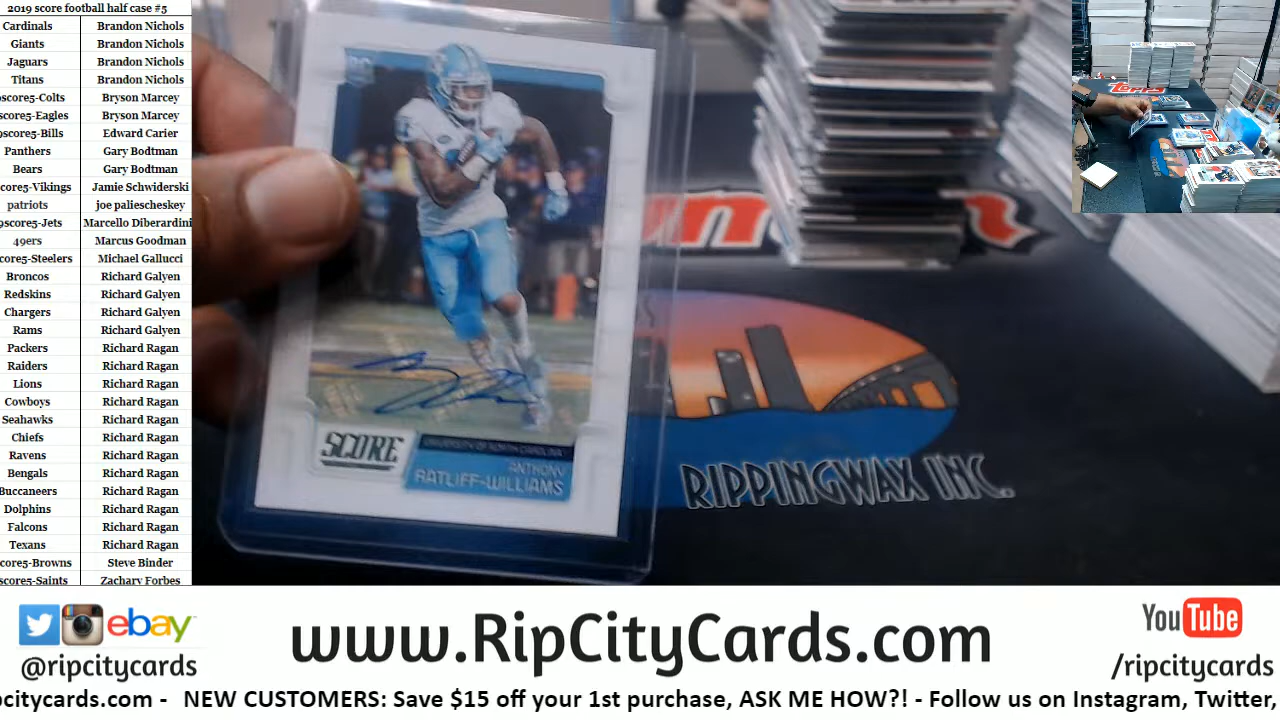 2019 score football half case #5
Cardinals Brandon Nichols
Giants Brandon Nichols
Jaguars Brandon Nichols
Titans Brandon Nichols
score5-Colts Bryson Marcey
score5-Eagles Bryson Marcey
9score5-Bills Edward Carier
Panthers Gary Bodtman
Bears Gary Bodtman
core5-Vikings Jamie Schwiderski
patriots joe paliescheskey
9score5-Jets Marcello Diberardini
49ers Marcus Goodman
core5-Steelers Michael Gallucci
Broncos Richard Galyen
Redskins Richard Galyen
Chargers Richard Galyen
Rams Richard Galyen
Packers Richard Ragan
Raiders Richard Ragan
Lions Richard Ragan
Cowboys Richard Ragan
Seahawks Richard Ragan
Chiefs Richard Ragan
Ravens Richard Ragan
Bengals Richard Ragan
Buccaneers Richard Ragan
Dolphins Richard Ragan
Falcons Richard Ragan
Texans Richard Ragan
core5-Browns Steve Binder
score5-Saints Zachary Forbes
RC
SCORE
UNIVERSITY OF NORTH CAROLINA
ANTHONY
RATLIFF-WILLIAMS
RIPPINGWAX INC.
Topps
ebay
@ripcitycards
www.RipCityCards.com
YouTube
/ripcitycards
pcitycards.com - NEW CUSTOMERS: Save $15 off your 1st purchase, ASK ME HOW?! - Follow us on Instagram, Twitter,